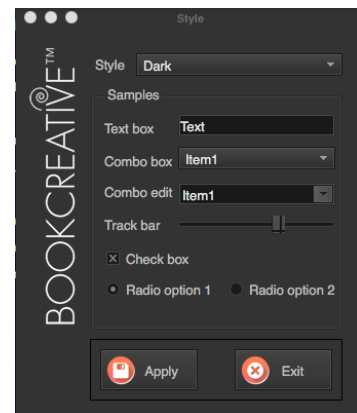 Style
BOOKCREATIVE™
Style Dark
Samples
Text box Text
Combo box Item1
Combo edit Item1
Track bar
Check box
Radio option 1 Radio option 2
Apply Exit